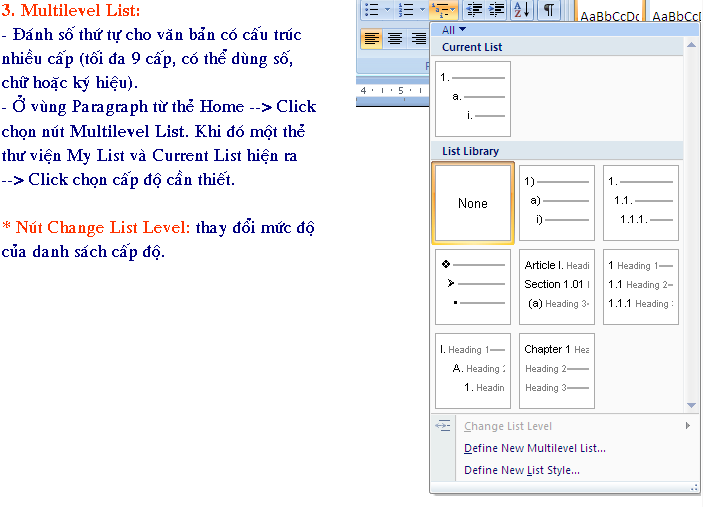 3. Multilevel List:
- Đánh số thứ tự cho văn bản có cấu trúc
nhiều cấp (tối đa 9 cấp, có thể dùng số,
chữ hoặc ký hiệu).
- Ở vùng Paragraph từ thẻ Home --> Click
chọn nút Multilevel List. Khi đó một thẻ
thư viện My List và Current List hiện ra
--> Click chọn cấp độ cần thiết.
* Nút Change List Level: thay đổi mức độ
của danh sách cấp độ.
AaBbCcDc AaBbCcDc
4 5
All
Current List
1.
a.
i.
List Library
None
1)
a)
i)
1.
1.1.
1.1.1.
Article I. Headi
Section 1.01
(a) Heading 3
1 Heading 1
1.1 Heading 2
1.1.1 Heading
I. Heading 1
A. Heading 2
1. Headin
Chapter 1 Hea
Heading 2
Heading 3
Change List Level
Define New Multilevel List...
Define New List Style...